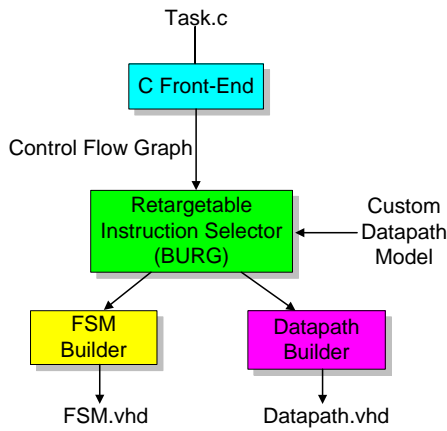 Task.c
C Front-End
Control Flow Graph
Retargetable
Instruction Selector
(BURG)
Custom
Datapath
Model
FSM
Builder
Datapath
Builder
FSM.vhd
Datapath.vhd